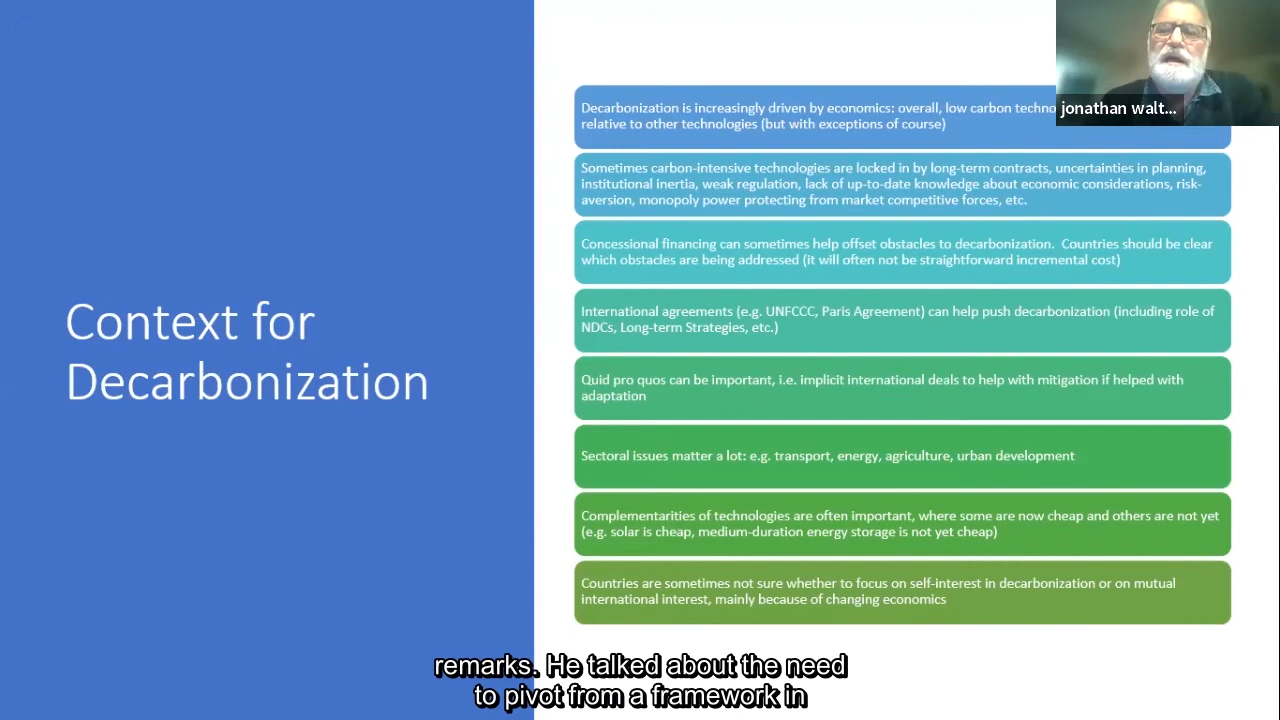 Context for
Decarbonization
Decarbonization is increasingly driven by economics: overall, low carbon techno
relative to other technologies (but with exceptions of course)
Sometimes carbon-intensive technologies are locked in by long-term contracts, uncertainties in planning,
institutional inertia, weak regulation, lack of up-to-date knowledge about economic considerations, risk-
aversion, monopoly power protecting from market competitive forces, etc.
Concessional financing can sometimes help offset obstacles to decarbonization.  Countries should be clear
which obstacles are being addressed (it will often not be straightforward incremental cost)
International agreements (e.g. UNFCCC, Paris Agreement) can help push decarbonization (including role of
NDCs, Long-term Strategies, etc.)
Quid pro quos can be important, i.e. implicit international deals to help with mitigation if helped with
adaptation
Sectoral issues matter a lot: e.g. transport, energy, agriculture, urban development
Complementarities of technologies are often important, where some are now cheap and others are not yet
(e.g. solar is cheap, medium-duration energy storage is not yet cheap)
Countries are sometimes not sure whether to focus on self-interest in decarbonization or on mutual
international interest, mainly because of changing economics
jonathan walt...
remarks. He talked about the need
to pivot from a framework in